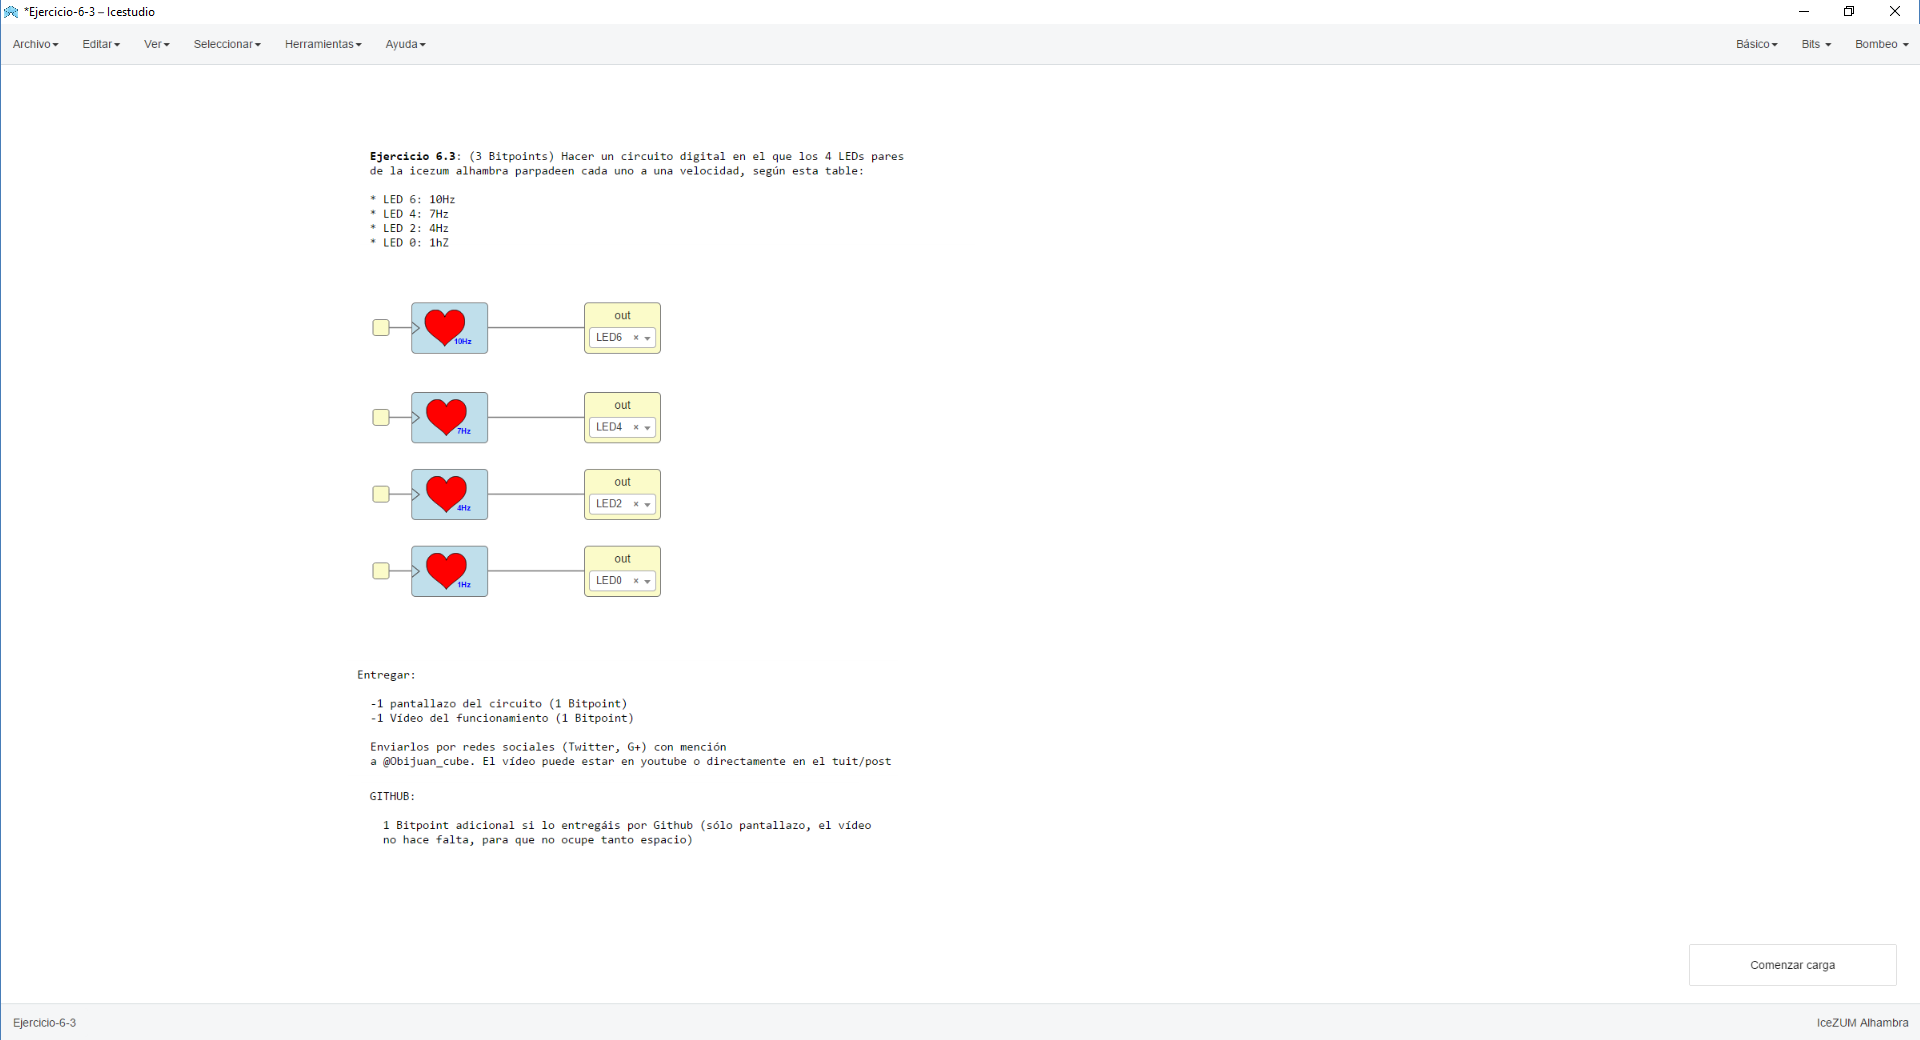 *Ejercicio-6-3 – Icestudio
Archivo Editar Ver Seleccionar Herramientas Ayuda Básico Bits Bombeo
Ejercicio 6.3: (3 Bitpoints) Hacer un circuito digital en el que los 4 LEDs pares
de la icezum alhambra parpadeen cada uno a una velocidad, según esta table:
* LED 6: 10Hz
* LED 4: 7Hz
* LED 2: 4Hz
* LED 0: 1hZ
10Hz
out
LED6 ×
7Hz
out
LED4 ×
4Hz
out
LED2 ×
1Hz
out
LED0 ×
Entregar:
-1 pantallazo del circuito (1 Bitpoint)
-1 Vídeo del funcionamiento (1 Bitpoint)
Enviarlos por redes sociales (Twitter, G+) con mención
a @Obijuan_cube. El vídeo puede estar en youtube o directamente en el tuit/post
GITHUB:
1 Bitpoint adicional si lo entregáis por Github (sólo pantallazo, el vídeo
no hace falta, para que no ocupe tanto espacio)
Comenzar carga
Ejercicio-6-3
IceZUM Alhambra